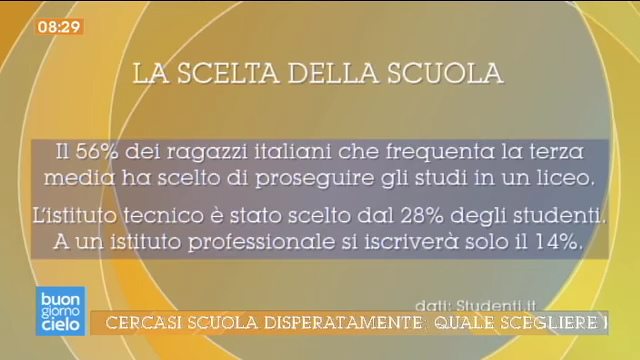 08:29
LA SCELTA DELLA SCUOLA
Il 56% dei ragazzi italiani che frequenta la terza
media ha scelto di proseguire gli studi in un liceo.
L'istituto tecnico è stato scelto dal 28% degli studenti.
A un istituto professionale si iscriverà solo il 14%.
dati: Studenti.it
buon
giorno
cielo
CERCASI SCUOLA DISPERATAMENTE; QUALE SCEGLIERE